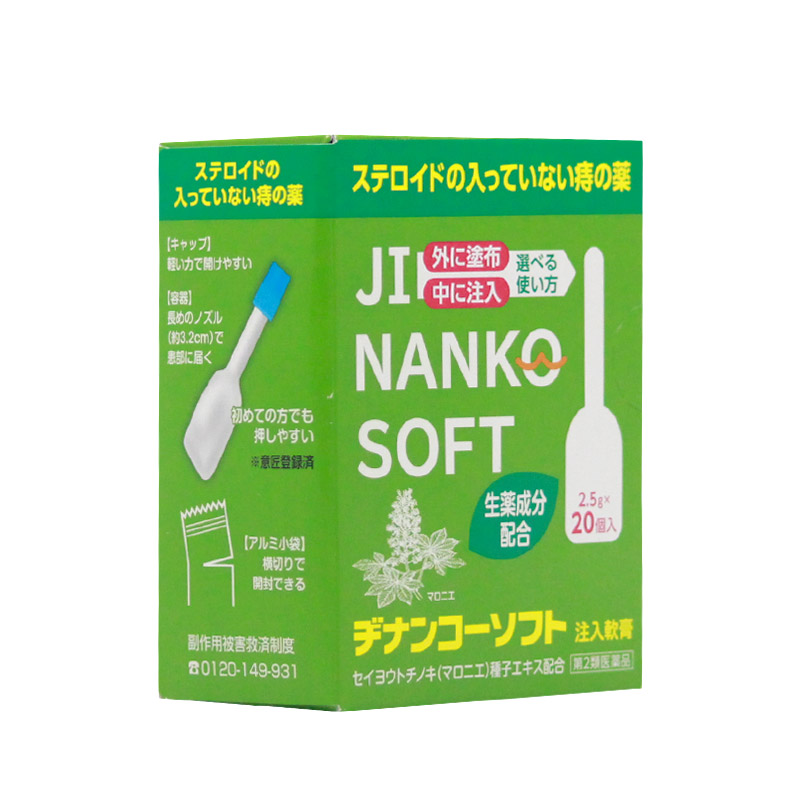 ステロイドの
入っていない痔の薬
【キャップ】
軽い力で開けやすい
【容器】
長めのノズル
(約3.2cm)で
患部に届く
初めての方でも
押しやすい
※意匠登録済
【アルミ小袋】
横切りで
開封できる
副作用被害救済制度
☎0120-149-931
ステロイドの入っていない痔の薬
JI
外に塗布
中に注入
選べる
使い方
NANKO
SOFT
生薬成分
配合
2.5g×
20個入
マロニエ
ヂナンコーソフト 注入軟膏
セイヨウトチノキ(マロニエ)種子エキス配合 第2類医薬品